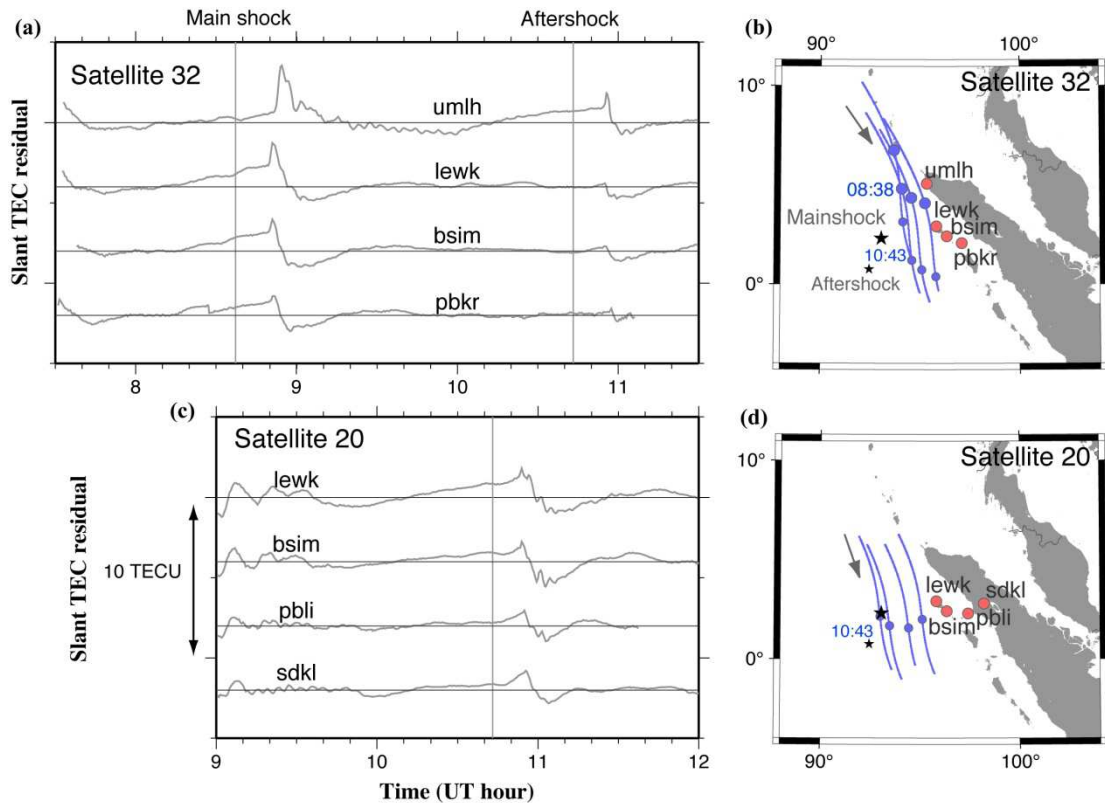 (a)
Main shock
Aftershock
Satellite 32
umlh
lewk
bsim
pbkr
Slant TEC residual
8
9
10
11
(b)
90°
100°
Satellite 32
10°
0°
umlh
08:38
lewk
bsim
Mainshock
pbkr
10:43
Aftershock
(c)
Satellite 20
lewk
bsim
pbli
sdkl
10 TECU
Slant TEC residual
9
10
11
12
Time (UT hour)
(d)
Satellite 20
10°
0°
lewk
sdkl
bsim
pbli
10:43
90°
100°